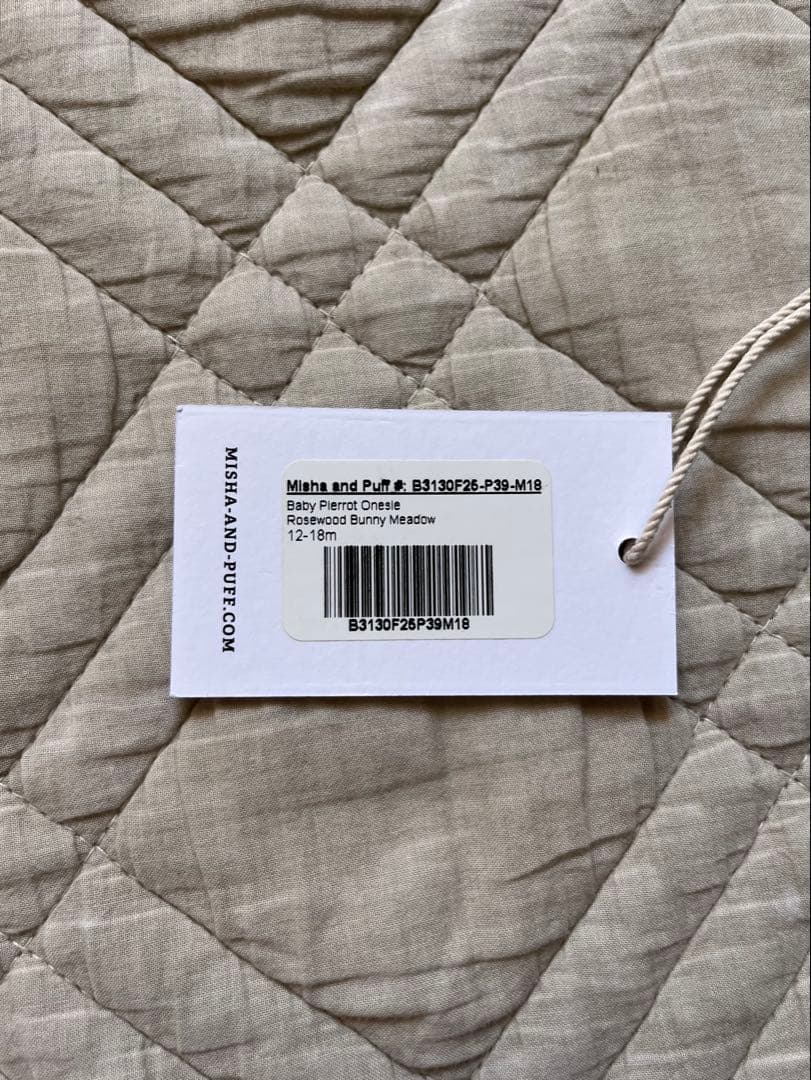 MISHA-AND-PUFF.COM
Misha and Puff #: B3130F25-P39-M18
Baby Pierrot Onesie
Rosewood Bunny Meadow
12-18m
B3130F25P39M18